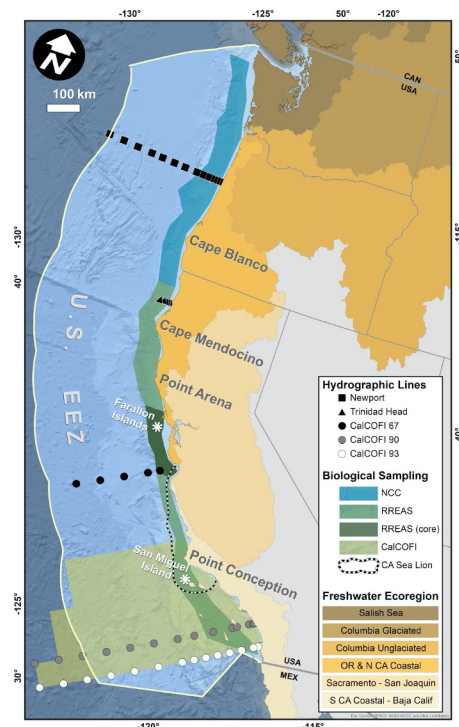 -130°
-125°
50°
-120°
50°
N
100 km
CAN
USA
-130°
-115°
40°
Cape Blanco
U.S. EEZ
Cape Mendocino
Point Arena
Farallon
Islands
40°
Hydrographic Lines
Newport
Trinidad Head
CalCOFI 67
CalCOFI 90
CalCOFI 93
Biological Sampling
NCC
RREAS
RREAS (core)
CalCOFI
CA Sea Lion
San Miguel
Island
Point Conception
-125°
Freshwater Ecoregion
Salish Sea
Columbia Glaciated
Columbia Unglaciated
OR & N CA Coastal
Sacramento - San Joaquin
S CA Coastal - Baja Calif
30°
USA
MEX
-120°
-115°